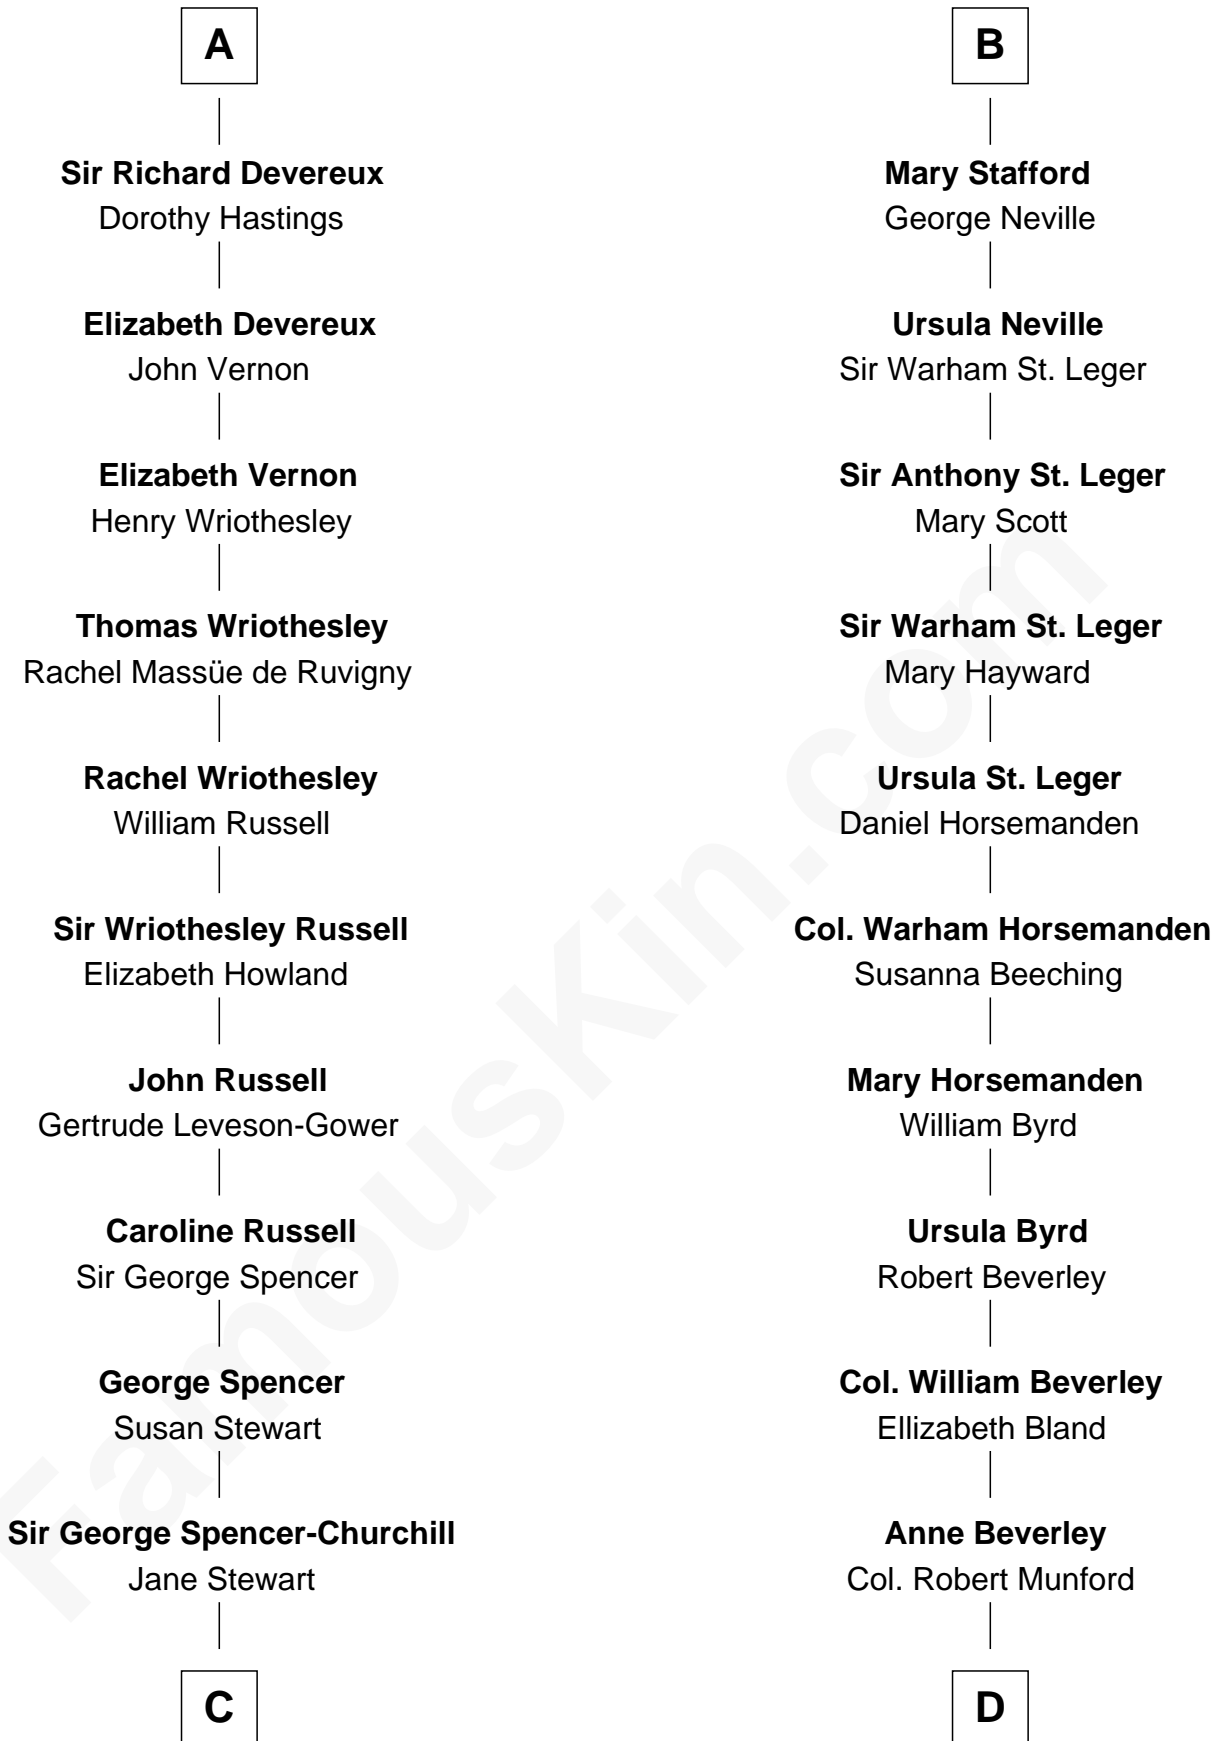 A
Sir Richard Devereux
Dorothy Hastings
Elizabeth Devereux
John Vernon
Elizabeth Vernon
Henry Wriothesley
Thomas Wriothesley
Rachel Massüe de Ruvigny
Rachel Wriothesley
William Russell
Sir Wriothesley Russell
Elizabeth Howland
John Russell
Gertrude Leveson-Gower
Caroline Russell
Sir George Spencer
George Spencer
Susan Stewart
Sir George Spencer-Churchill
Jane Stewart
C
B
Mary Stafford
George Neville
Ursula Neville
Sir Warham St. Leger
Sir Anthony St. Leger
Mary Scott
Sir Warham St. Leger
Mary Hayward
Ursula St. Leger
Daniel Horsemanden
Col. Warham Horsemanden
Susanna Beeching
Mary Horsemanden
William Byrd
Ursula Byrd
Robert Beverley
Col. William Beverley
Ellizabeth Bland
Anne Beverley
Col. Robert Munford
D
FamousKin.com